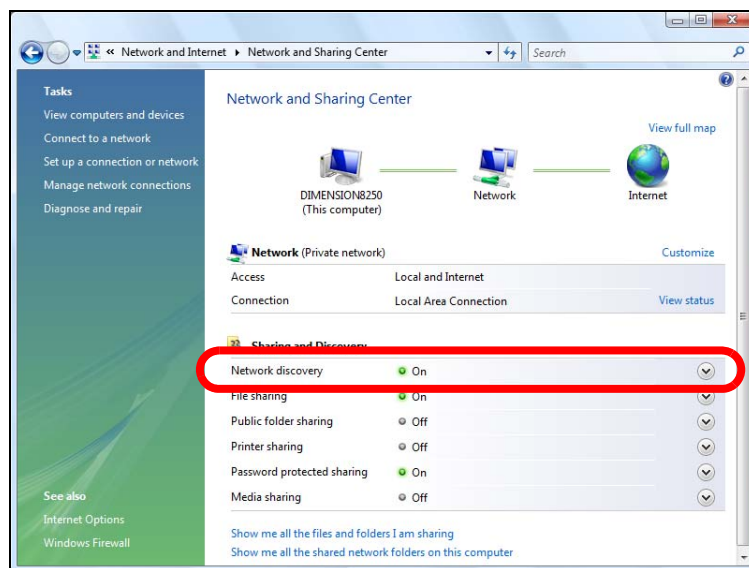 « Network and Internet ▸ Network and Sharing Center
Search
Tasks
View computers and devices
Connect to a network
Set up a connection or network
Manage network connections
Diagnose and repair
See also
Internet Options
Windows Firewall
Network and Sharing Center
View full map
DIMENSION8250
(This computer)
Network
Internet
Network (Private network)
Customize
Access Local and Internet
Connection Local Area Connection View status
Sharing and Discovery
Network discovery On
File sharing On
Public folder sharing Off
Printer sharing Off
Password protected sharing On
Media sharing Off
Show me all the files and folders I am sharing
Show me all the shared network folders on this computer